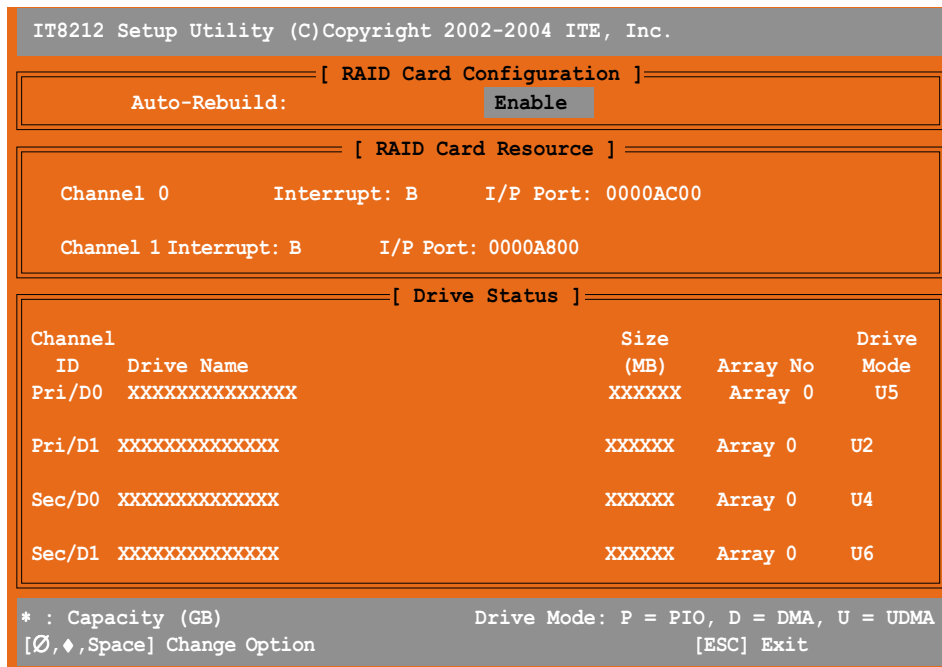 IT8212 Setup Utility (C)Copyright 2002-2004 ITE, Inc.
[ RAID Card Configuration ]
Auto-Rebuild: Enable
[ RAID Card Resource ]
Channel 0 Interrupt: B I/P Port: 0000AC00
Channel 1 Interrupt: B I/P Port: 0000A800
[ Drive Status ]
Channel Size Drive
ID Drive Name (MB) Array No Mode
Pri/D0 XXXXXXXXXXXXXX XXXXXX Array 0 U5
Pri/D1 XXXXXXXXXXXXXX XXXXXX Array 0 U2
Sec/D0 XXXXXXXXXXXXXX XXXXXX Array 0 U4
Sec/D1 XXXXXXXXXXXXXX XXXXXX Array 0 U6
* : Capacity (GB) Drive Mode: P = PIO, D = DMA, U = UDMA
[Ø,♦,Space] Change Option [ESC] Exit